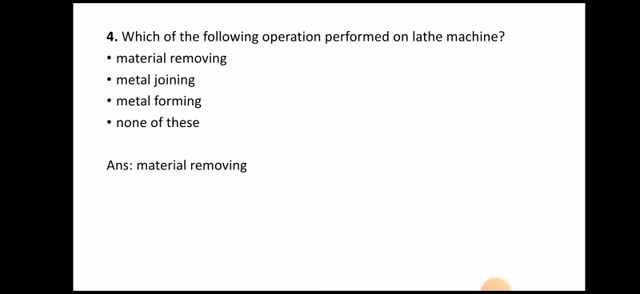 4. Which of the following operation performed on lathe machine?
• material removing
• metal joining
• metal forming
• none of these
Ans: material removing